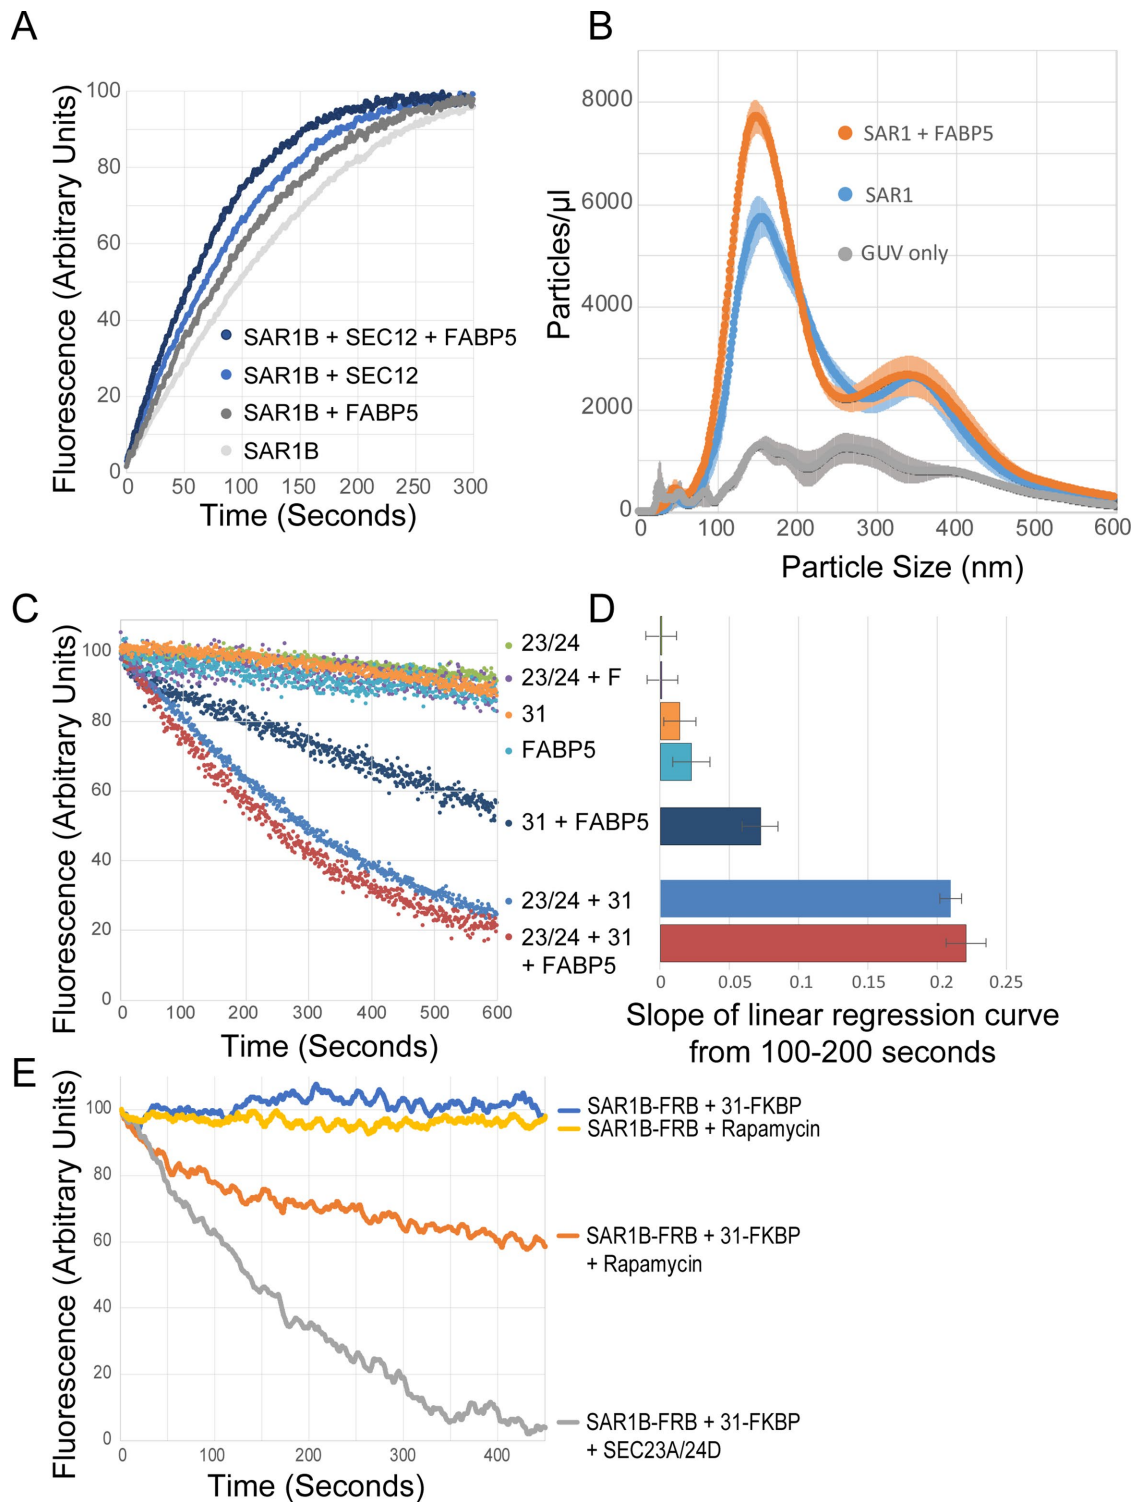 A
Fluorescence (Arbitrary Units)
100
80
60
40
20
0
0 50 100 150 200 250 300
Time (Seconds)
SAR1B + SEC12 + FABP5
SAR1B + SEC12
SAR1B + FABP5
SAR1B
B
Particles/µl
8000
6000
4000
2000
0
0 100 200 300 400 500 600
Particle Size (nm)
SAR1 + FABP5
SAR1
GUV only
C
Fluorescence (Arbitrary Units)
100
80
60
40
20
0
0 100 200 300 400 500 600
Time (Seconds)
23/24
23/24 + F
31
FABP5
31 + FABP5
23/24 + 31
23/24 + 31
+ FABP5
D
0 0.05 0.1 0.15 0.2 0.25
Slope of linear regression curve
from 100-200 seconds
E
Fluorescence (Arbitrary Units)
100
80
60
40
20
0
0 100 200 300 400
Time (Seconds)
SAR1B-FRB + 31-FKBP
SAR1B-FRB + Rapamycin
SAR1B-FRB + 31-FKBP
+ Rapamycin
SAR1B-FRB + 31-FKBP
+ SEC23A/24D